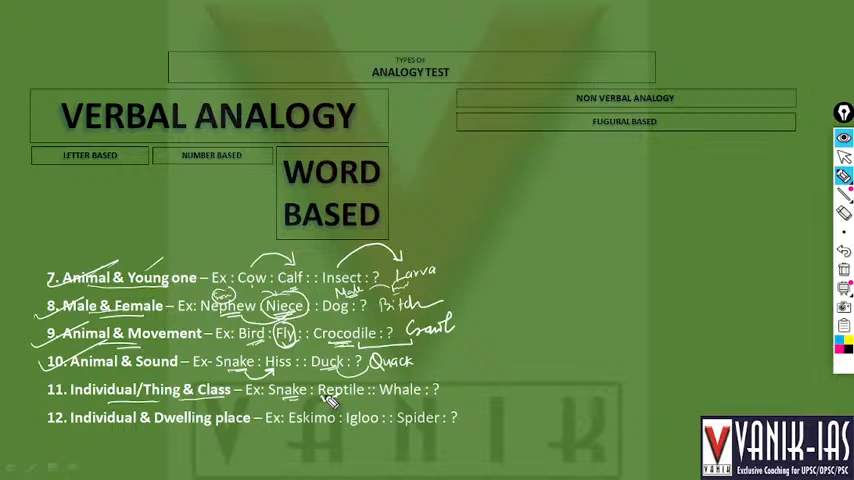 TYPES OF
ANALOGY TEST
VERBAL ANALOGY
NON VERBAL ANALOGY
FUGURAL BASED
LETTER BASED
NUMBER BASED
WORD
BASED
7. Animal & Young one – Ex : Cow : Calf : : Insect : ? Larva
8. Male & Female – Ex: Nephew : Niece : : Dog : ? Bitch
Male
9. Animal & Movement – Ex: Bird : Fly : : Crocodile : ? Crawl
10. Animal & Sound – Ex- Snake : Hiss : : Duck : ? Quack
11. Individual/Thing & Class – Ex: Snake : Reptile :: Whale : ?
12. Individual & Dwelling place – Ex: Eskimo : Igloo : : Spider : ?
VANIK
VANIK-IAS
Exclusive Coaching for UPSC/OPSC/PSC
VANIK